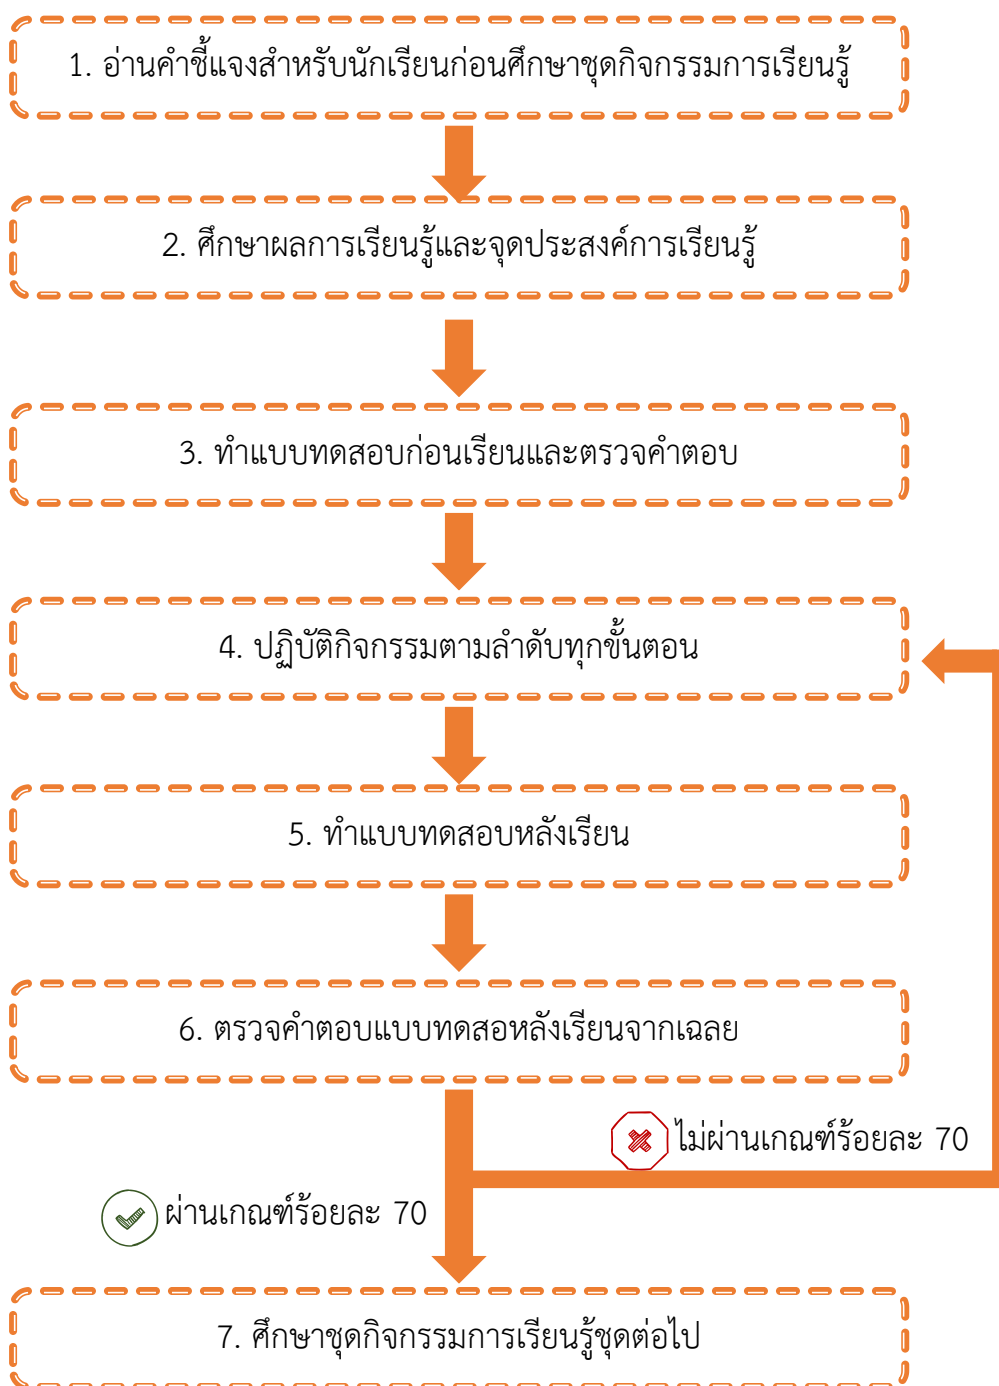 1. อ่านคำชี้แจงสำหรับนักเรียนก่อนศึกษาชุดกิจกรรมการเรียนรู้
2. ศึกษาผลการเรียนรู้และจุดประสงค์การเรียนรู้
3. ทำแบบทดสอบก่อนเรียนและตรวจคำตอบ
4. ปฏิบัติกิจกรรมตามลำดับทุกขั้นตอน
5. ทำแบบทดสอบหลังเรียน
6. ตรวจคำตอบแบบทดสอหลังเรียนจากเฉลย
ไม่ผ่านเกณฑ์ร้อยละ 70
ผ่านเกณฑ์ร้อยละ 70
7. ศึกษาชุดกิจกรรมการเรียนรู้ชุดต่อไป